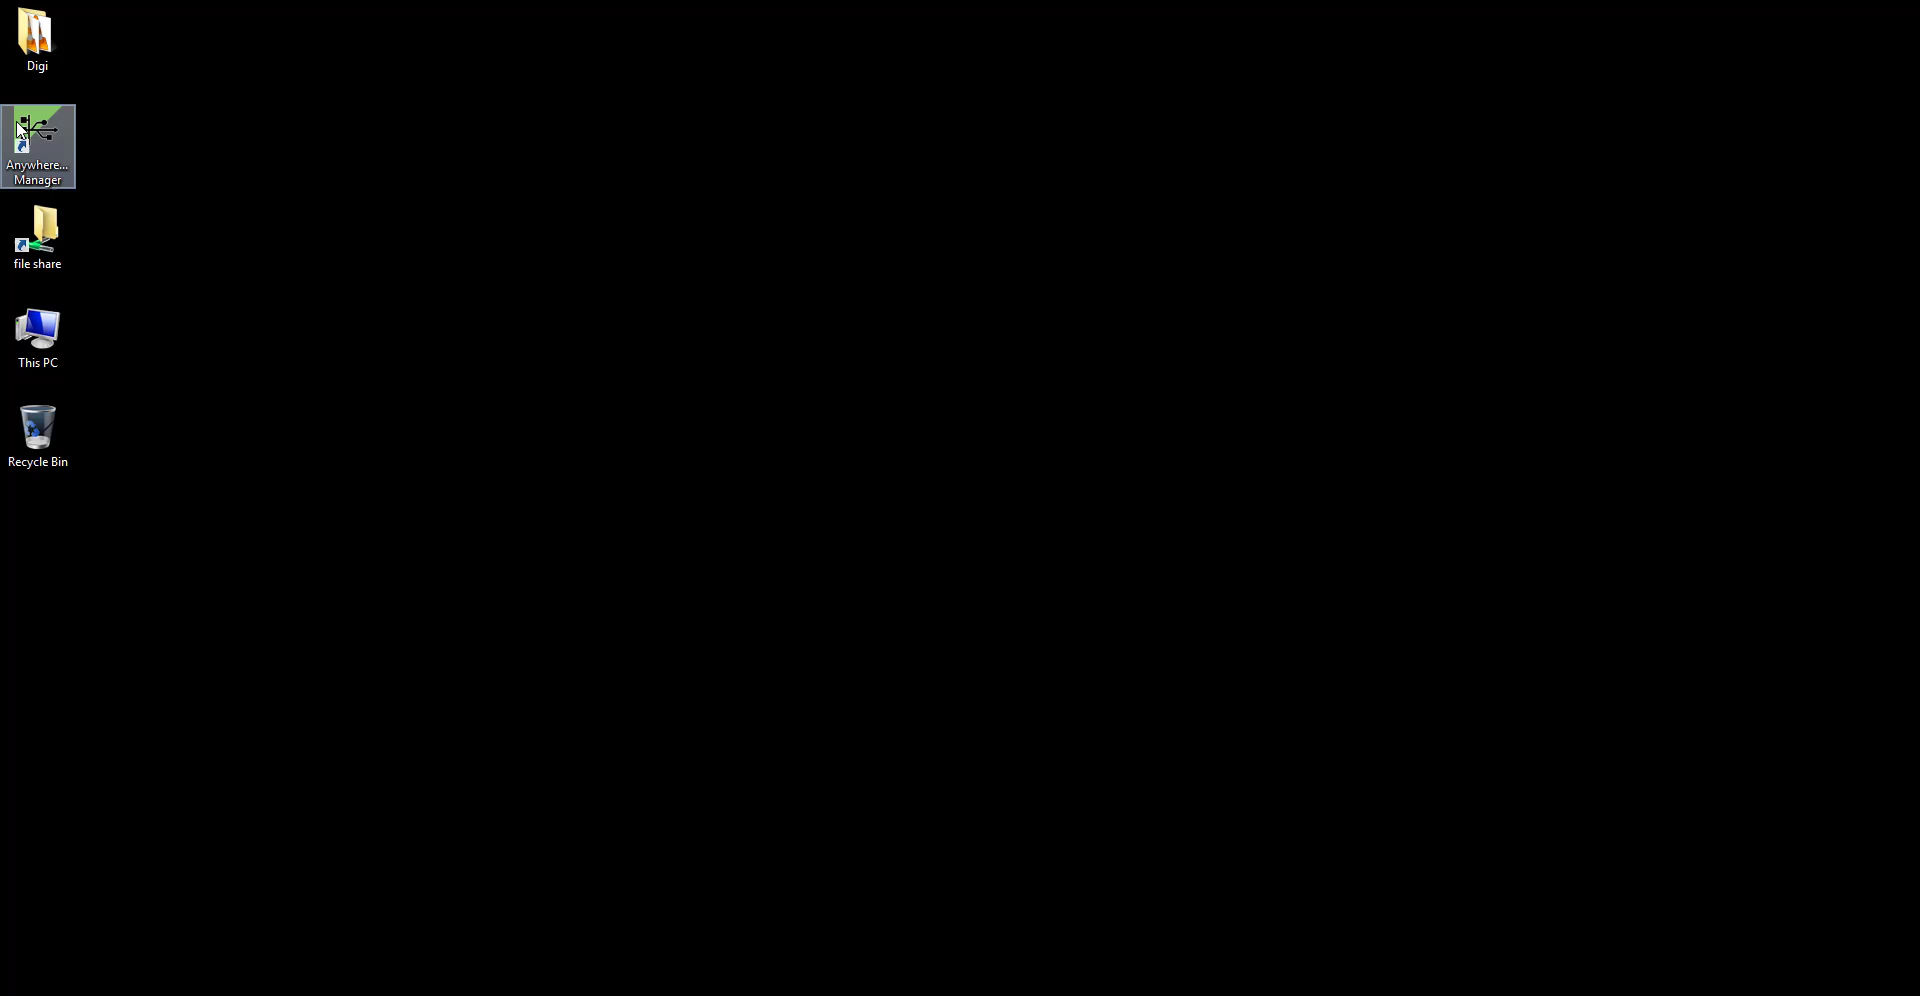 Digi
Anywhere...
Manager
file share
This PC
Recycle Bin